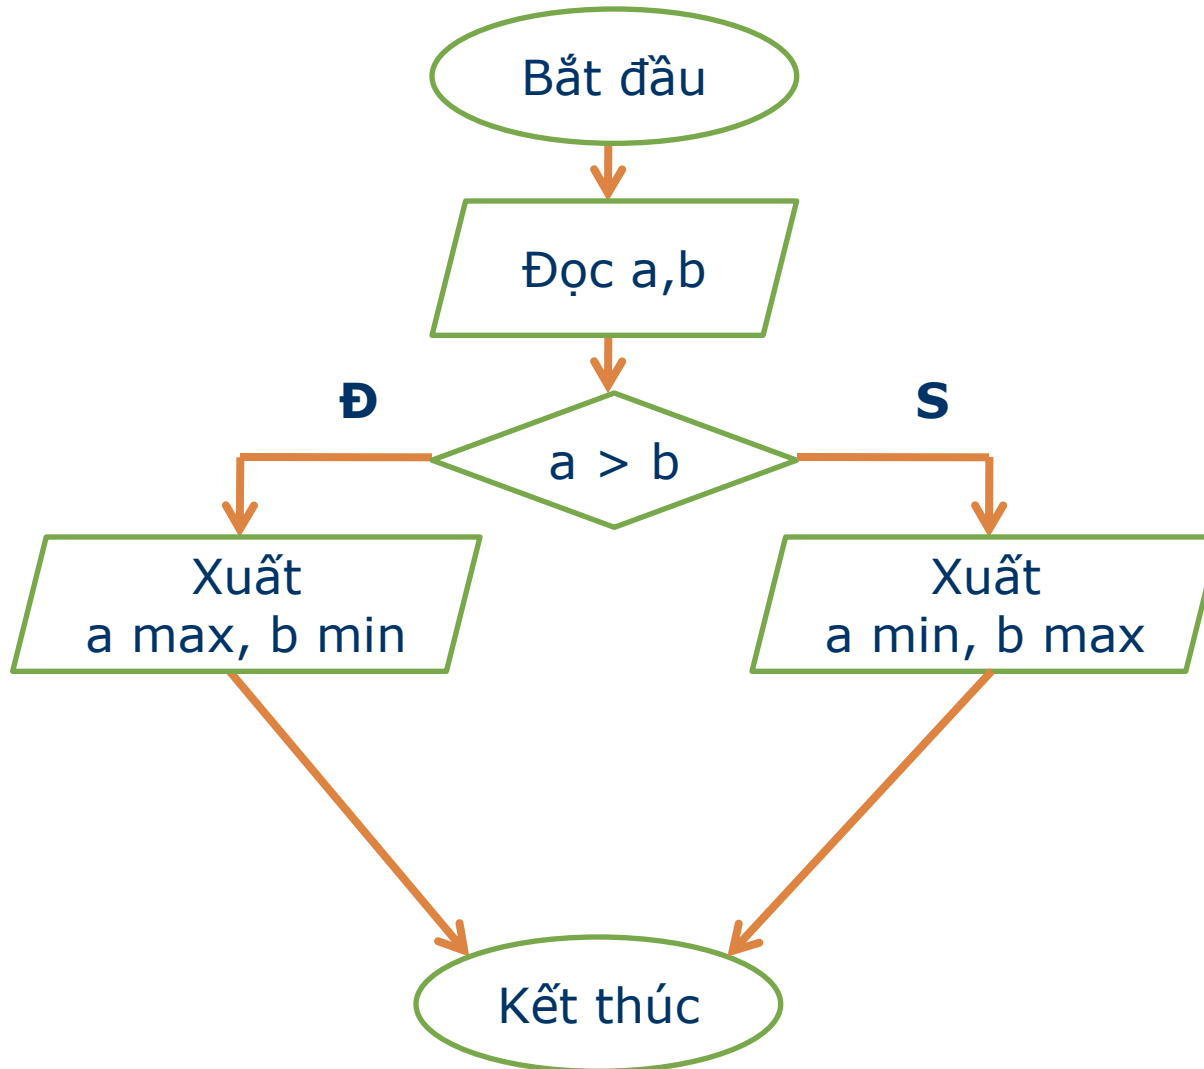 Bắt đầu
Đọc a,b
Đ
S
a > b
Xuất
a max, b min
Xuất
a min, b max
Kết thúc